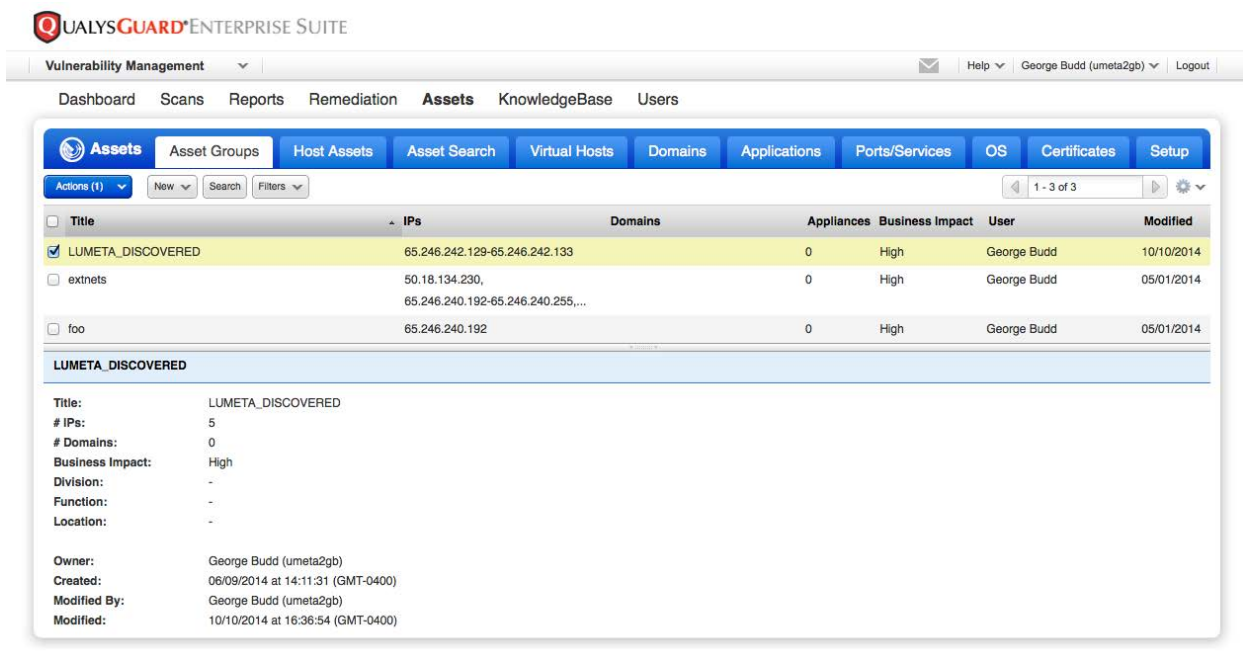 QUALYSGUARD® ENTERPRISE SUITE
Vulnerability Management Help George Budd (umeta2gb) Logout
Dashboard Scans Reports Remediation Assets KnowledgeBase Users
Assets Asset Groups Host Assets Asset Search Virtual Hosts Domains Applications Ports/Services OS Certificates Setup
Actions (1) New Search Filters 1 - 3 of 3
Title IPs Domains Appliances Business Impact User Modified
LUMETA_DISCOVERED 65.246.242.129-65.246.242.133 0 High George Budd 10/10/2014
extnets 50.18.134.230, 0 High George Budd 05/01/2014
65.246.240.192-65.246.240.255,...
foo 65.246.240.192 0 High George Budd 05/01/2014
LUMETA_DISCOVERED
Title: LUMETA_DISCOVERED
# IPs: 5
# Domains: 0
Business Impact: High
Division: -
Function: -
Location: -
Owner: George Budd (umeta2gb)
Created: 06/09/2014 at 14:11:31 (GMT-0400)
Modified By: George Budd (umeta2gb)
Modified: 10/10/2014 at 16:36:54 (GMT-0400)